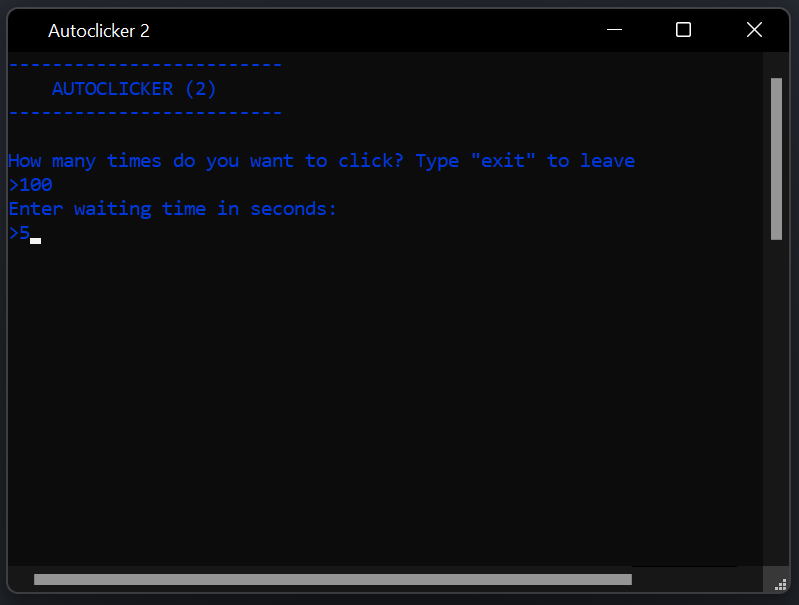 Autoclicker 2
-------------------------
AUTOCLICKER (2)
-------------------------
How many times do you want to click? Type "exit" to leave
>100
Enter waiting time in seconds:
>5